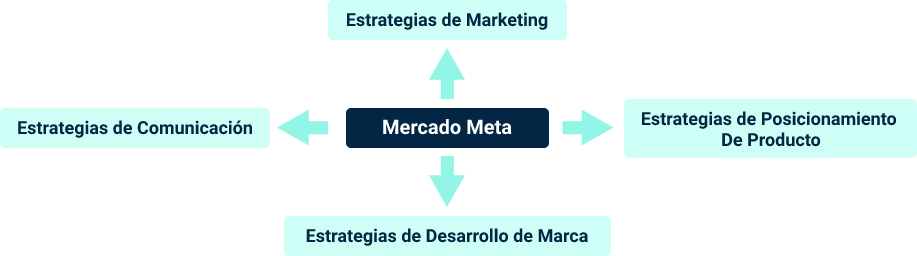 Estrategias de Marketing
Estrategias de Comunicación
Mercado Meta
Estrategias de Posicionamiento
De Producto
Estrategias de Desarrollo de Marca